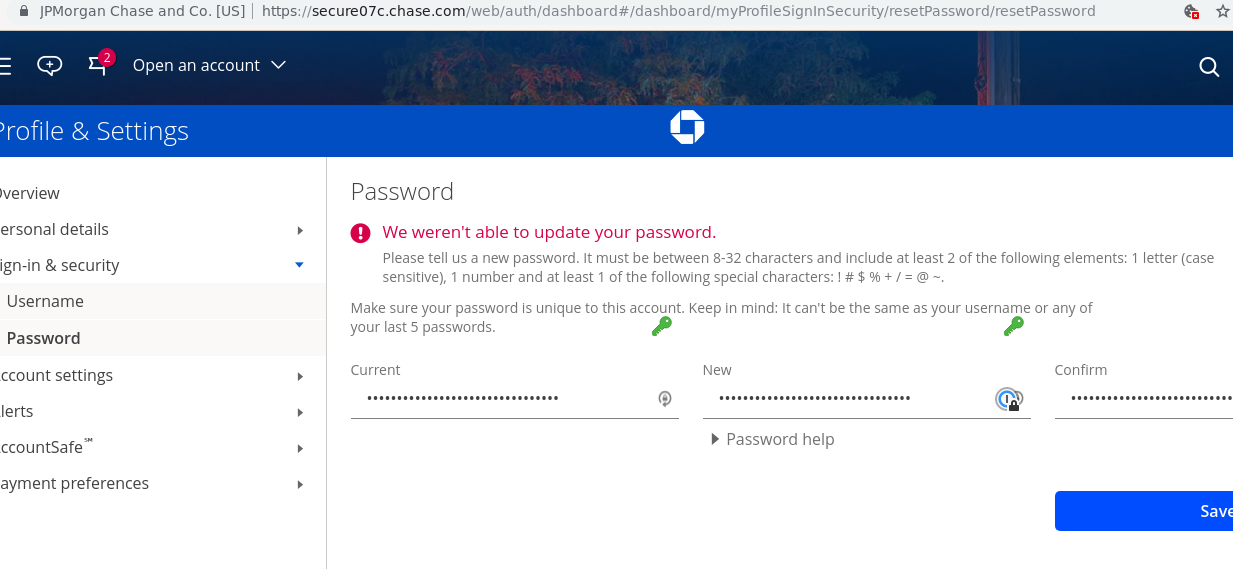 JPMorgan Chase and Co. [US] | https://secure07c.chase.com/web/auth/dashboard#/dashboard/myProfileSignInSecurity/resetPassword/resetPassword
2
Open an account
Profile & Settings
Overview
ersonal details
ign-in & security
Username
Password
ccount settings
lerts
ccountSafe℠
ayment preferences
Password
We weren't able to update your password.
Please tell us a new password. It must be between 8-32 characters and include at least 2 of the following elements: 1 letter (case
sensitive), 1 number and at least 1 of the following special characters: ! # $ % + / = @ ~.
Make sure your password is unique to this account. Keep in mind: It can't be the same as your username or any of
your last 5 passwords.
Current
New
Confirm
Password help
Save